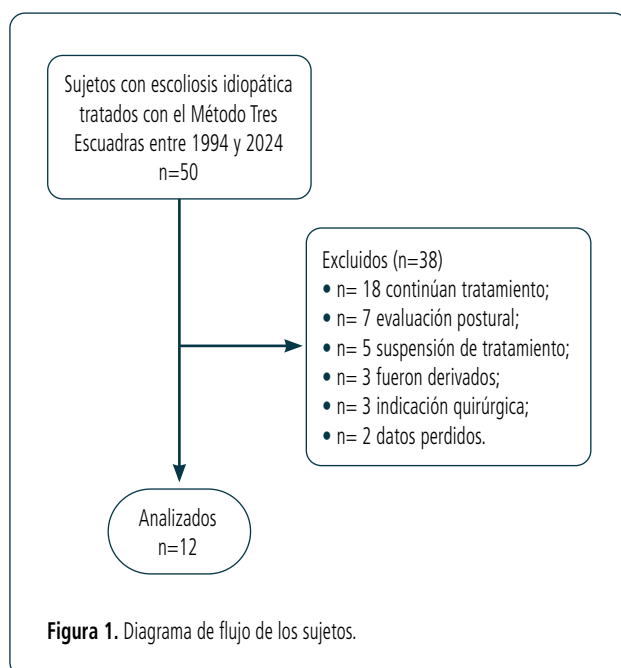 Sujetos con escoliosis idiopática
tratados con el Método Tres
Escuadras entre 1994 y 2024
n=50
Excluidos (n=38)
• n= 18 continúan tratamiento;
• n= 7 evaluación postural;
• n= 5 suspensión de tratamiento;
• n= 3 fueron derivados;
• n= 3 indicación quirúrgica;
• n= 2 datos perdidos.
Analizados
n=12
Figura 1. Diagrama de flujo de los sujetos.